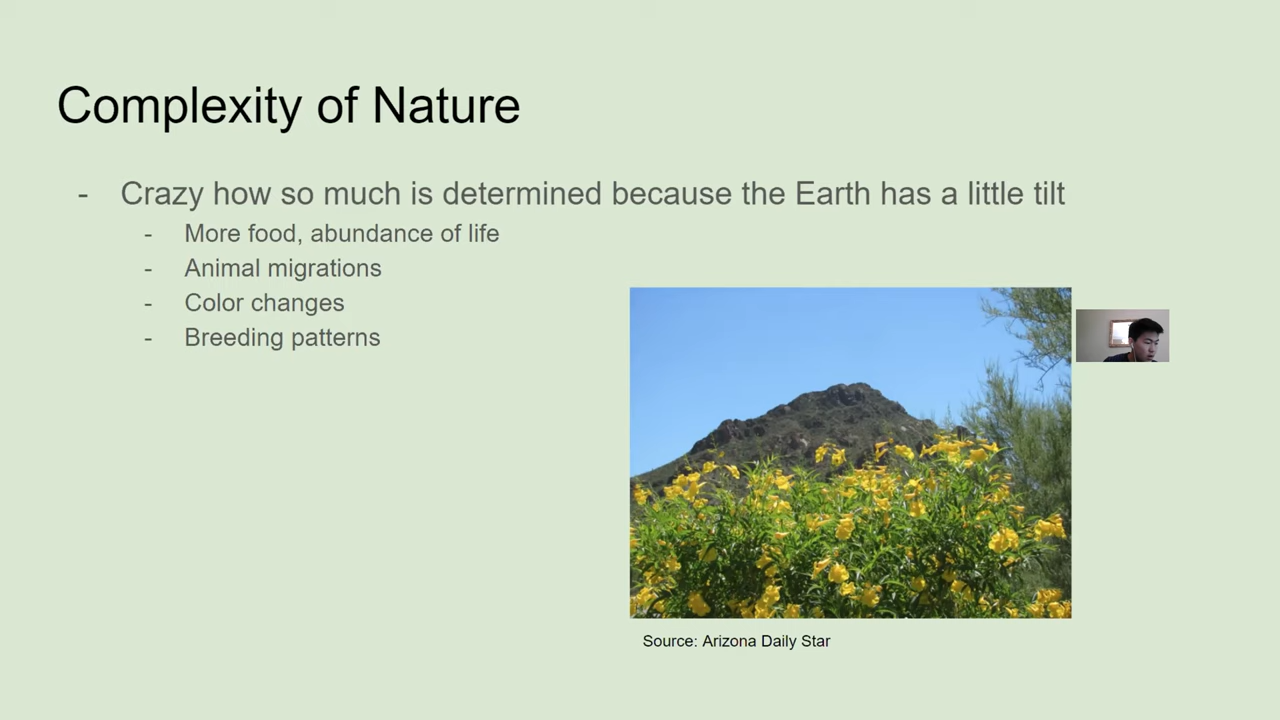 Complexity of Nature
- Crazy how so much is determined because the Earth has a little tilt
- More food, abundance of life
- Animal migrations
- Color changes
- Breeding patterns
Source: Arizona Daily Star